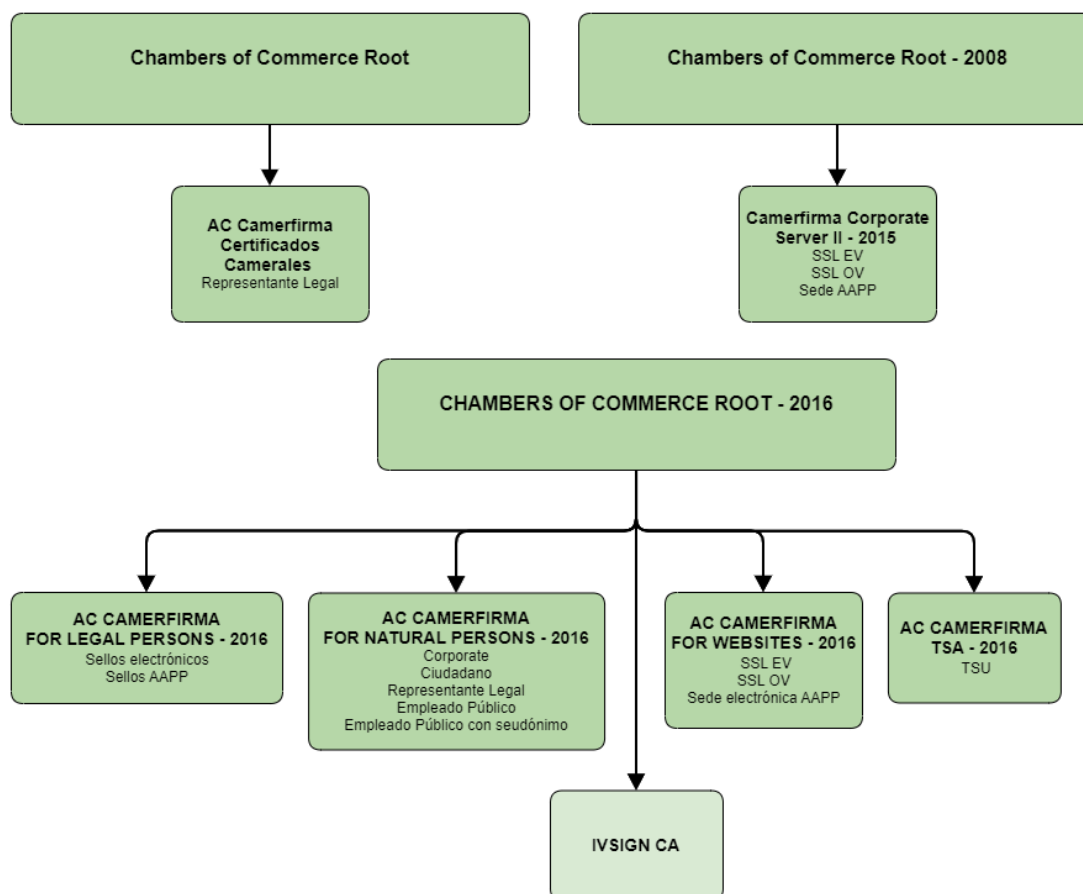 Chambers of Commerce Root
Chambers of Commerce Root - 2008
AC Camerfirma
Certificados
Camerales
Representante Legal
Camerfirma Corporate
Server II - 2015
SSL EV
SSL OV
Sede AAPP
CHAMBERS OF COMMERCE ROOT - 2016
AC CAMERFIRMA
FOR LEGAL PERSONS - 2016
Sellos electrónicos
Sellos AAPP
AC CAMERFIRMA
FOR NATURAL PERSONS - 2016
Corporate
Ciudadano
Representante Legal
Empleado Público
Empleado Público con seudónimo
AC CAMERFIRMA
FOR WEBSITES - 2016
SSL EV
SSL OV
Sede electrónica AAPP
AC CAMERFIRMA
TSA - 2016
TSU
IVSIGN CA